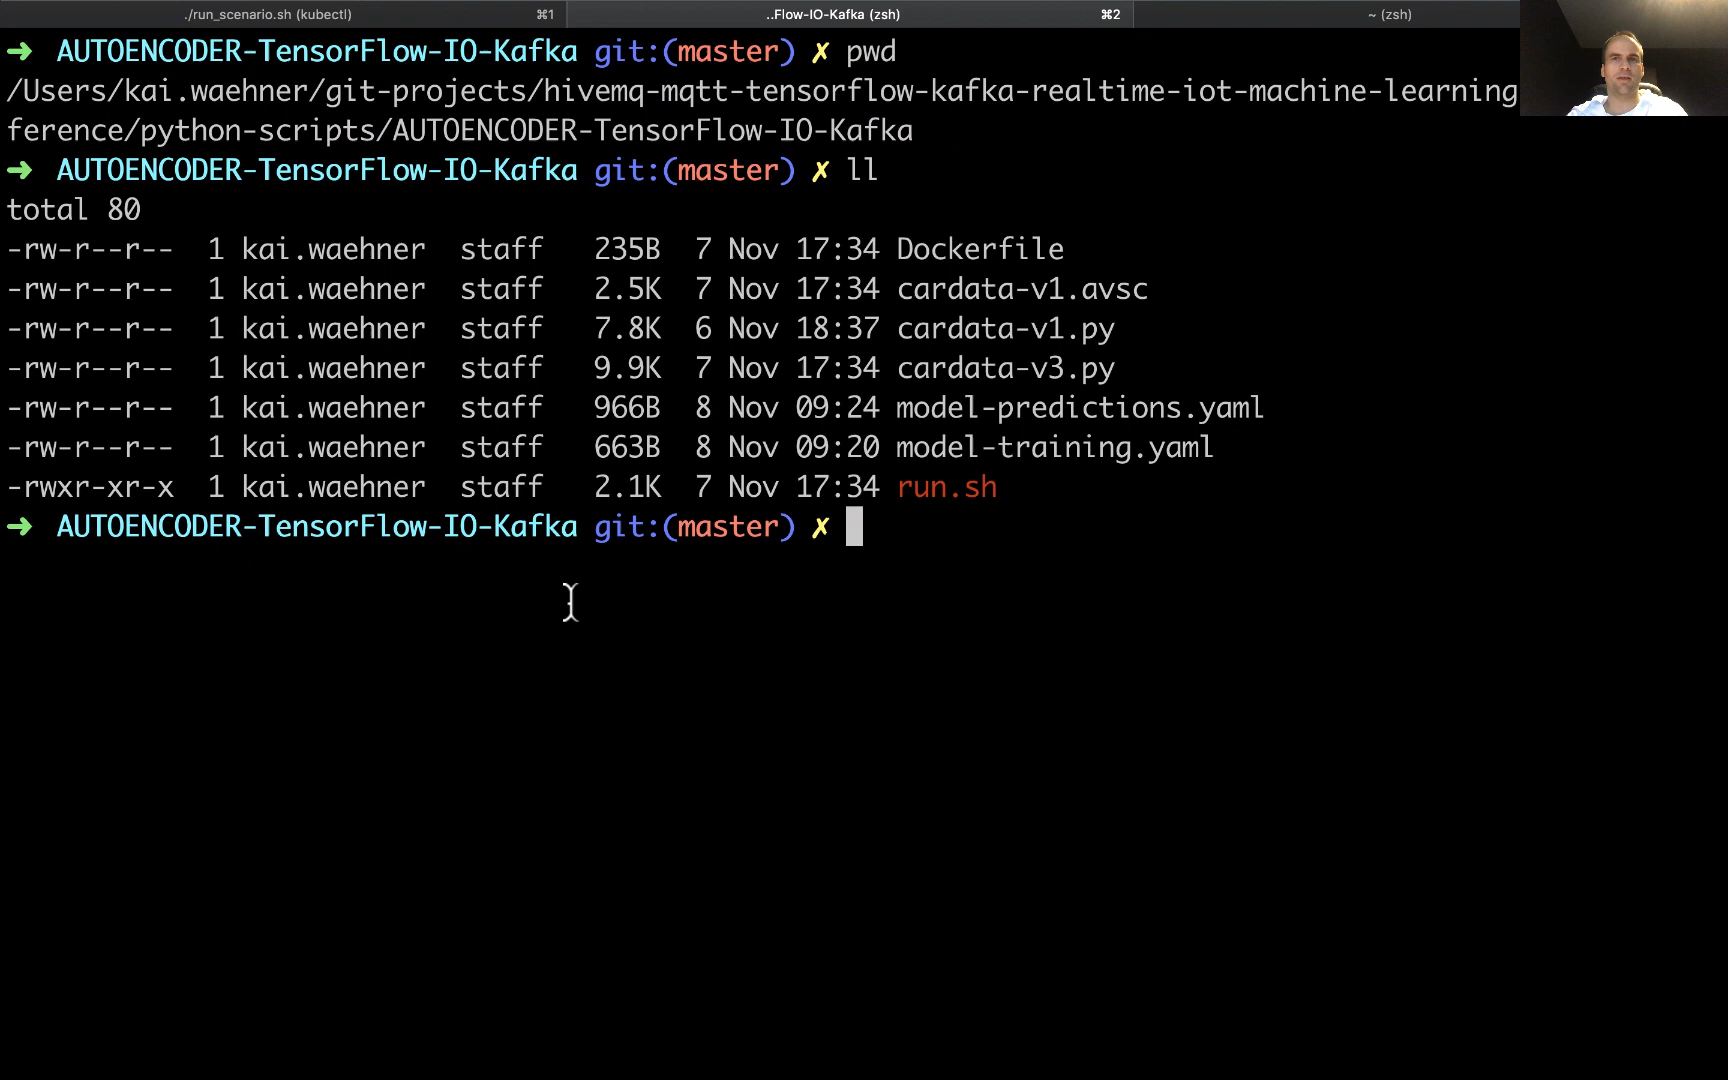 ./run_scenario.sh (kubectl) ⌘1 ..Flow-IO-Kafka (zsh) ⌘2 ~ (zsh)
➜ AUTOENCODER-TensorFlow-IO-Kafka git:(master) ✗ pwd
/Users/kai.waehner/git-projects/hivemq-mqtt-tensorflow-kafka-realtime-iot-machine-learning
ference/python-scripts/AUTOENCODER-TensorFlow-IO-Kafka
➜ AUTOENCODER-TensorFlow-IO-Kafka git:(master) ✗ ll
total 80
-rw-r--r-- 1 kai.waehner staff 235B 7 Nov 17:34 Dockerfile
-rw-r--r-- 1 kai.waehner staff 2.5K 7 Nov 17:34 cardata-v1.avsc
-rw-r--r-- 1 kai.waehner staff 7.8K 6 Nov 18:37 cardata-v1.py
-rw-r--r-- 1 kai.waehner staff 9.9K 7 Nov 17:34 cardata-v3.py
-rw-r--r-- 1 kai.waehner staff 966B 8 Nov 09:24 model-predictions.yaml
-rw-r--r-- 1 kai.waehner staff 663B 8 Nov 09:20 model-training.yaml
-rwxr-xr-x 1 kai.waehner staff 2.1K 7 Nov 17:34 run.sh
➜ AUTOENCODER-TensorFlow-IO-Kafka git:(master) ✗